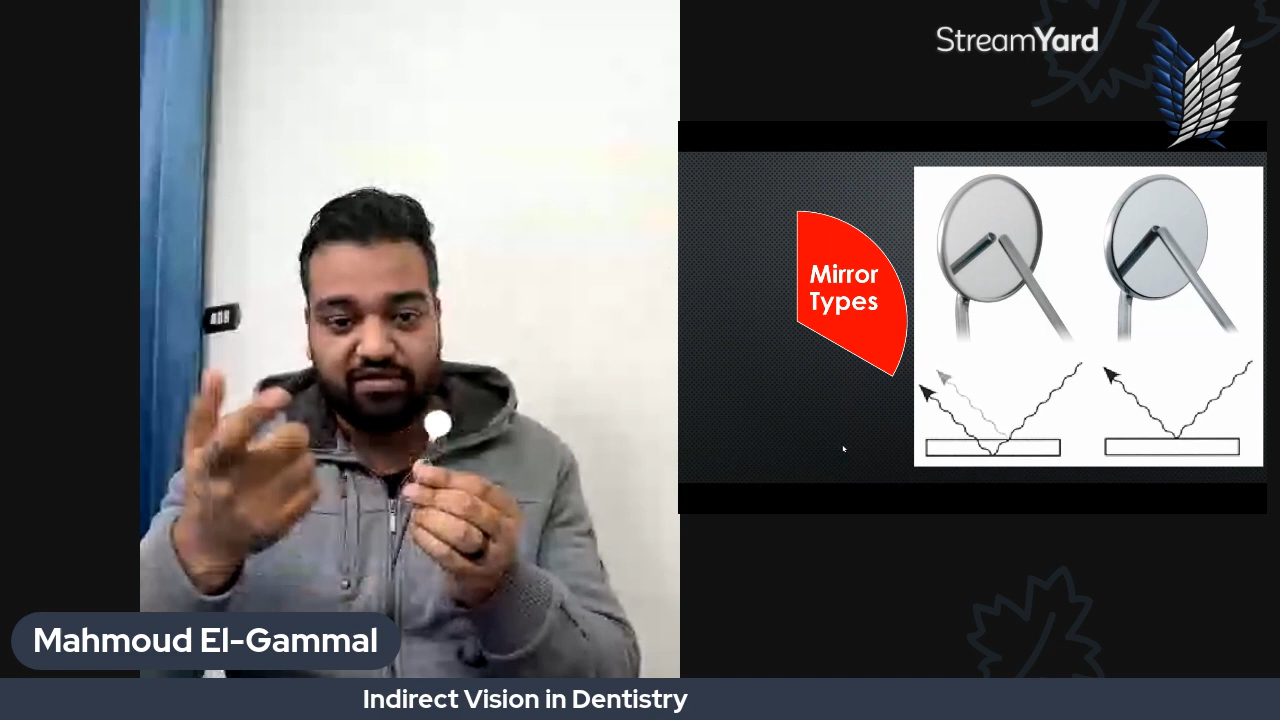 StreamYard
Mirror
Types
Mahmoud El-Gammal
Indirect Vision in Dentistry